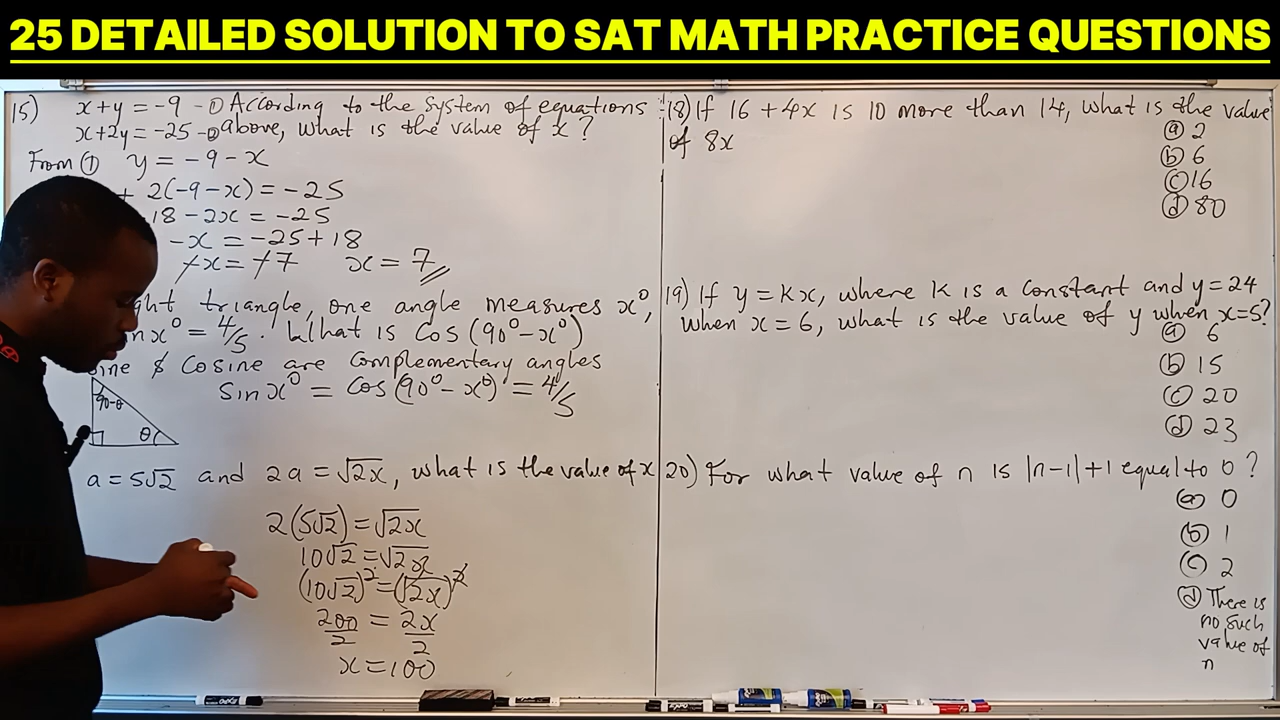 25 DETAILED SOLUTION TO SAT MATH PRACTICE QUESTIONS
15) x+y = -9 -① According to the system of equations
x+2y = -25 -② above, what is the value of x?
From ① y = -9 - x
+ 2(-9-x) = -25
18 - 2x = -25
-x = -25+18
-x = -7 x = 7
ght triangle, one angle measures x°,
n x° = 4/5. What is cos (90° - x°)
ine & Cosine are complementary angles
sin x° = cos(90° - x°) = 4/5
90-θ
θ
a = 5√2 and 2a = √2x, what is the value of x
2(5√2) = √2x
10√2 = √2x
(10√2)² = (√2x)²
200/2 = 2x/2
x = 100
18) If 16 + 4x is 10 more than 14, what is the value
of 8x
ⓐ 2
ⓑ 6
ⓒ 16
ⓓ 80
19) If y = kx, where k is a constant and y = 24
when x = 6, what is the value of y when x=5?
ⓐ 6
ⓑ 15
ⓒ 20
ⓓ 23
20) For what value of n is |n-1|+1 equal to 0?
ⓐ 0
ⓑ 1
ⓒ 2
ⓓ There is
no such
value of
n
EXPO